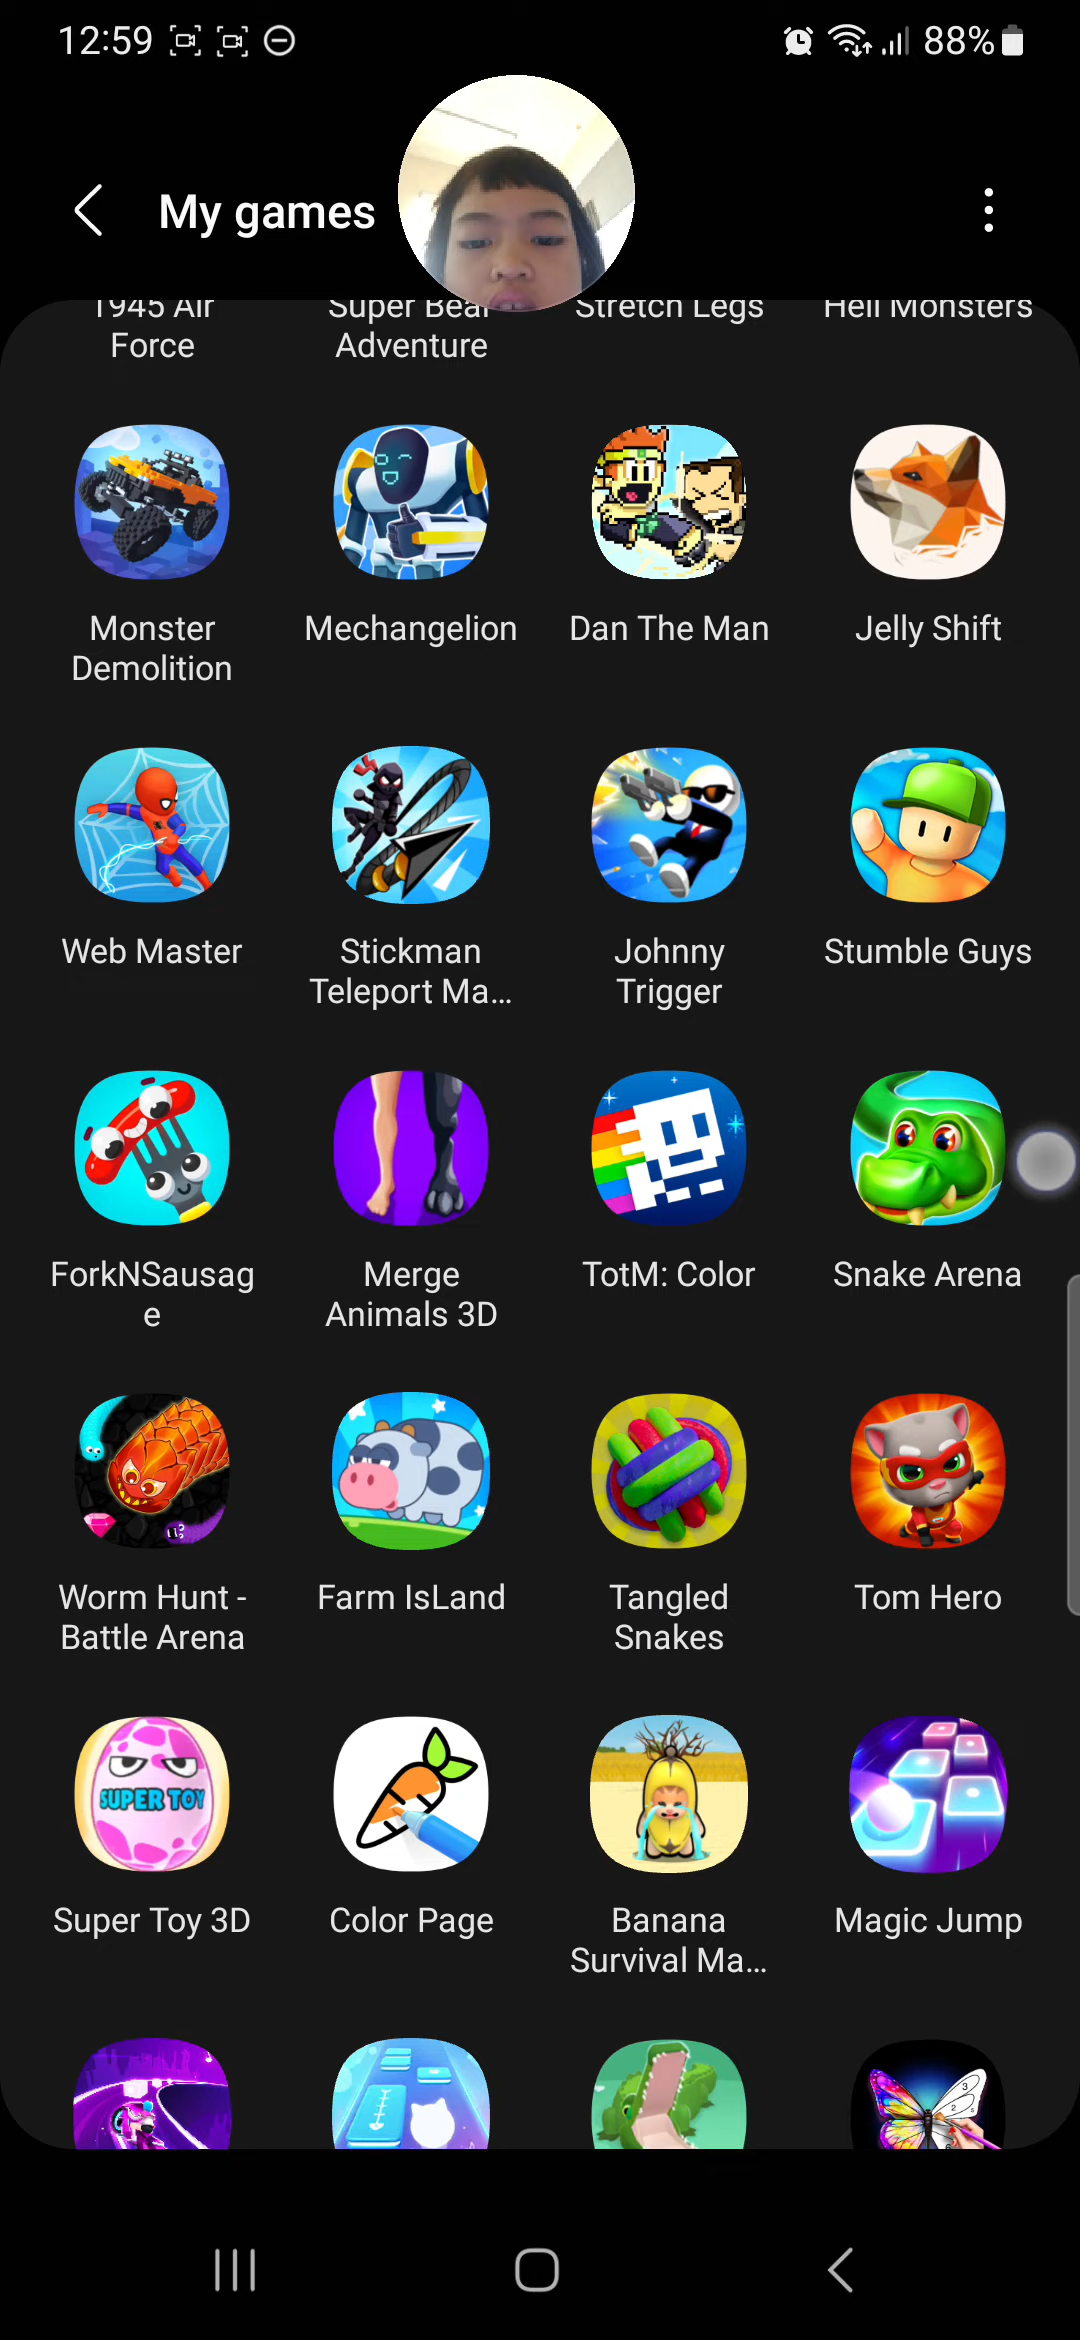 12:59
88%
My games
1945 Air Super Bear Stretch Legs Hell Monsters
Force Adventure
Monster Mechangelion Dan The Man Jelly Shift
Demolition
Web Master Stickman Johnny Stumble Guys
Teleport Ma... Trigger
ForkNSausag Merge TotM: Color Snake Arena
e Animals 3D
Worm Hunt - Farm IsLand Tangled Tom Hero
Battle Arena Snakes
SUPER TOY
Super Toy 3D Color Page Banana Magic Jump
Survival Ma...